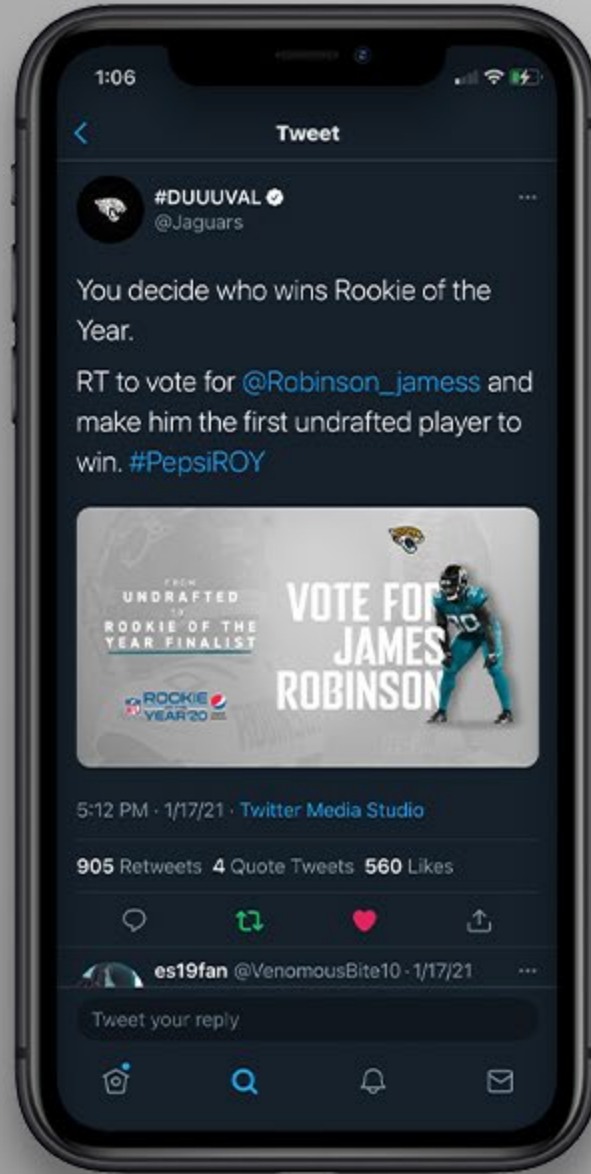 1:06
Tweet
#DUUUVAL
@Jaguars
You decide who wins Rookie of the
Year.
RT to vote for @Robinson_jamess and
make him the first undrafted player to
win. #PepsiROY
FROM
UNDRAFTED
TO
ROOKIE OF THE
YEAR FINALIST
VOTE FOR
JAMES
ROBINSON
NFL
ROOKIE
OF THE
YEAR '20
5:12 PM · 1/17/21 · Twitter Media Studio
905 Retweets 4 Quote Tweets 560 Likes
es19fan @VenomousBite10 · 1/17/21
Tweet your reply